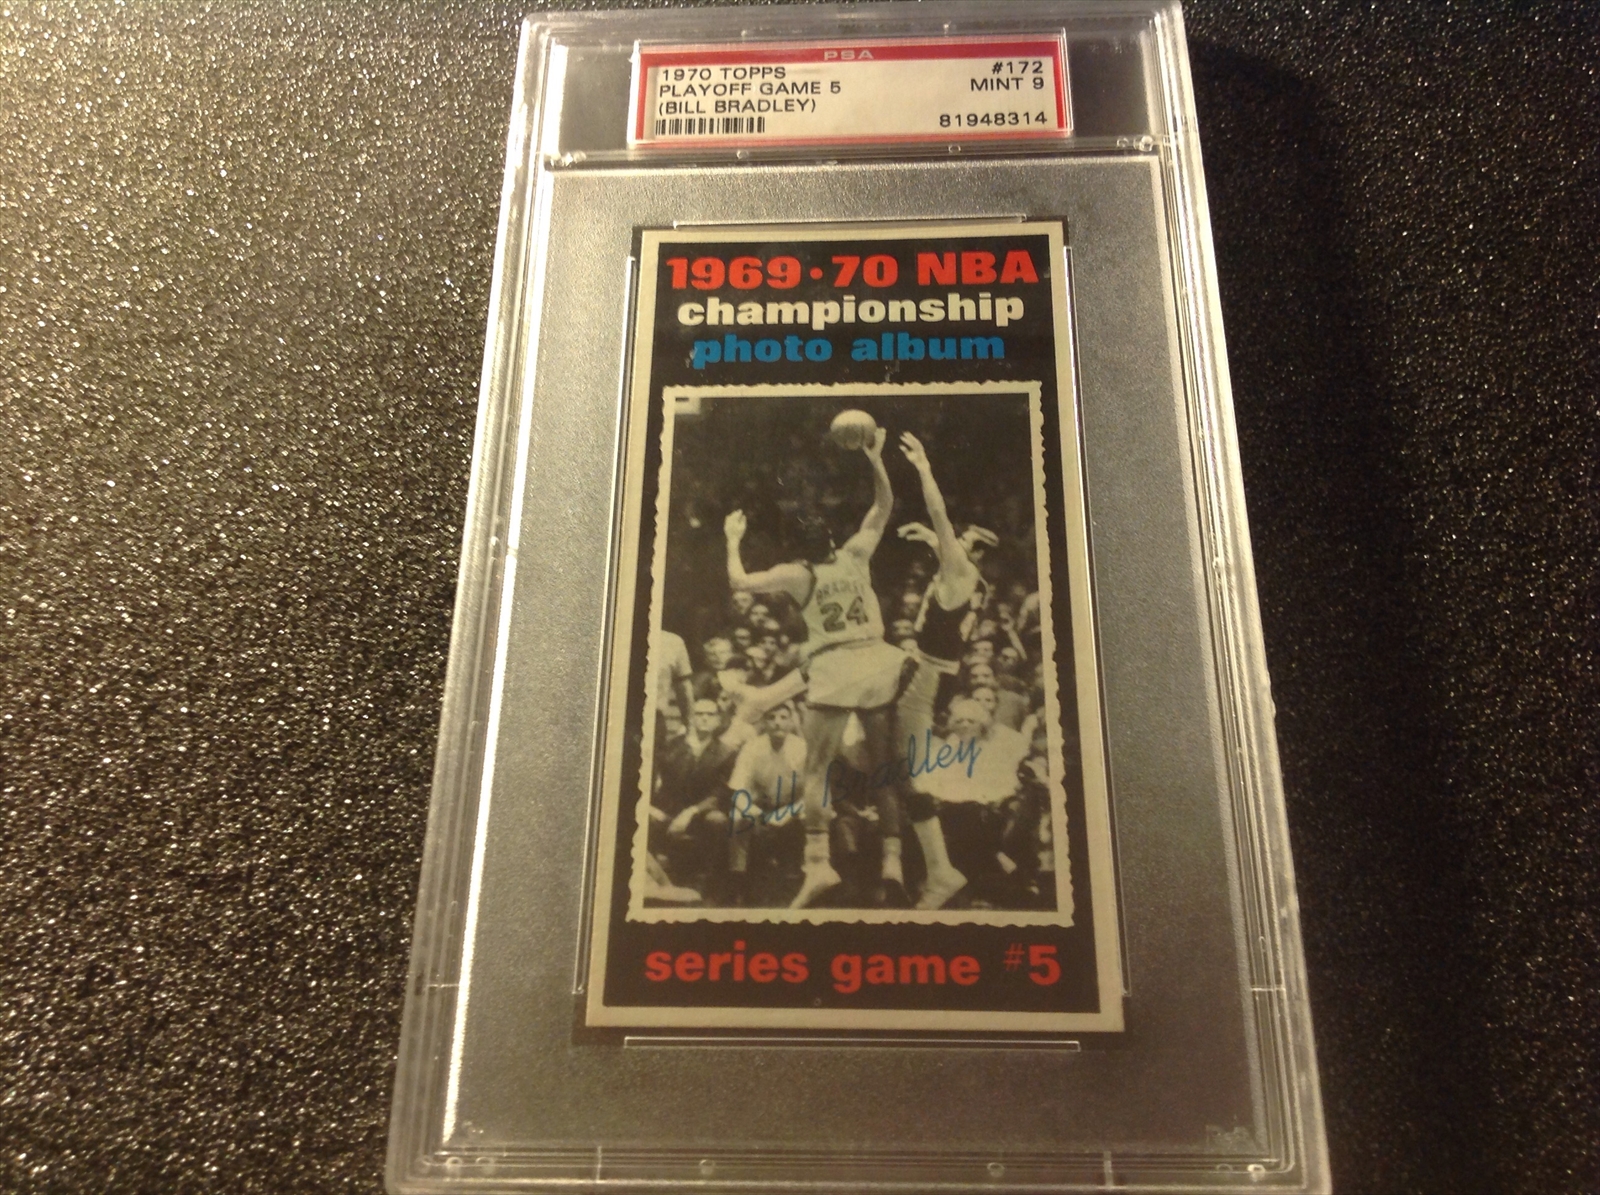 PSA
1970 TOPPS #172
PLAYOFF GAME 5 MINT 9
(BILL BRADLEY)
81948314
1969·70 NBA
championship
photo album
BRADLEY
24
Bill Bradley
series game #5